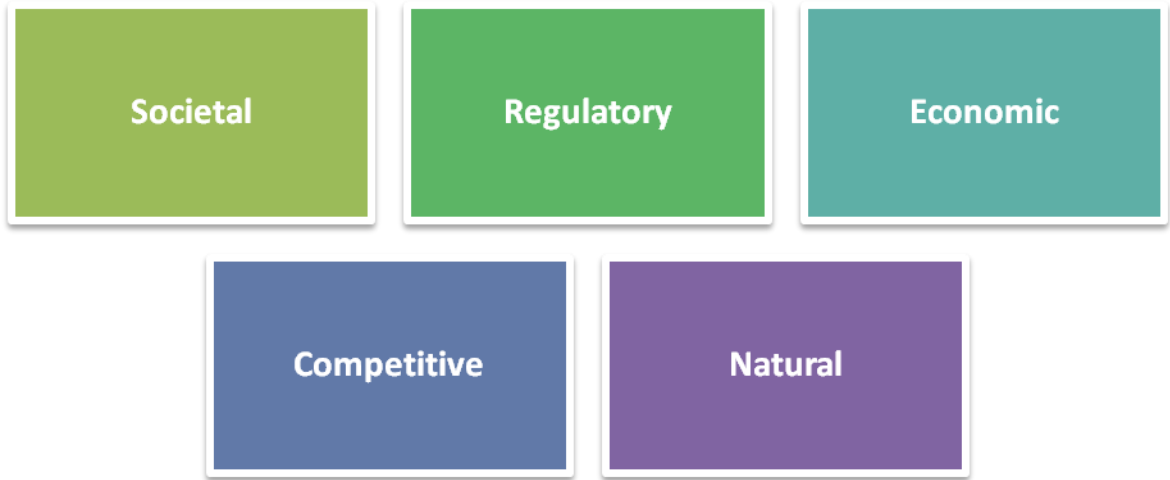 Societal
Regulatory
Economic
Competitive
Natural